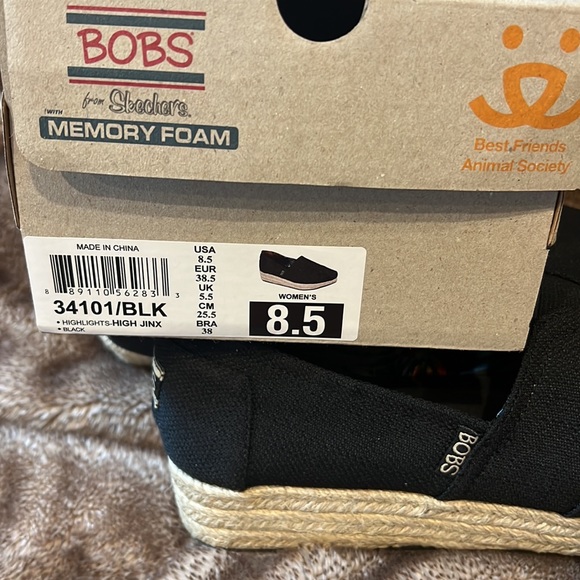 BOBS
from Skechers
WITH
MEMORY FOAM
Best Friends
Animal Society
MADE IN CHINA
8 89110 56283 3
34101/BLK
• HIGHLIGHTS-HIGH JINX
• BLACK
USA
8.5
EUR
38.5
UK
5.5
CM
25.5
BRA
38
WOMEN'S
8.5
BOBS